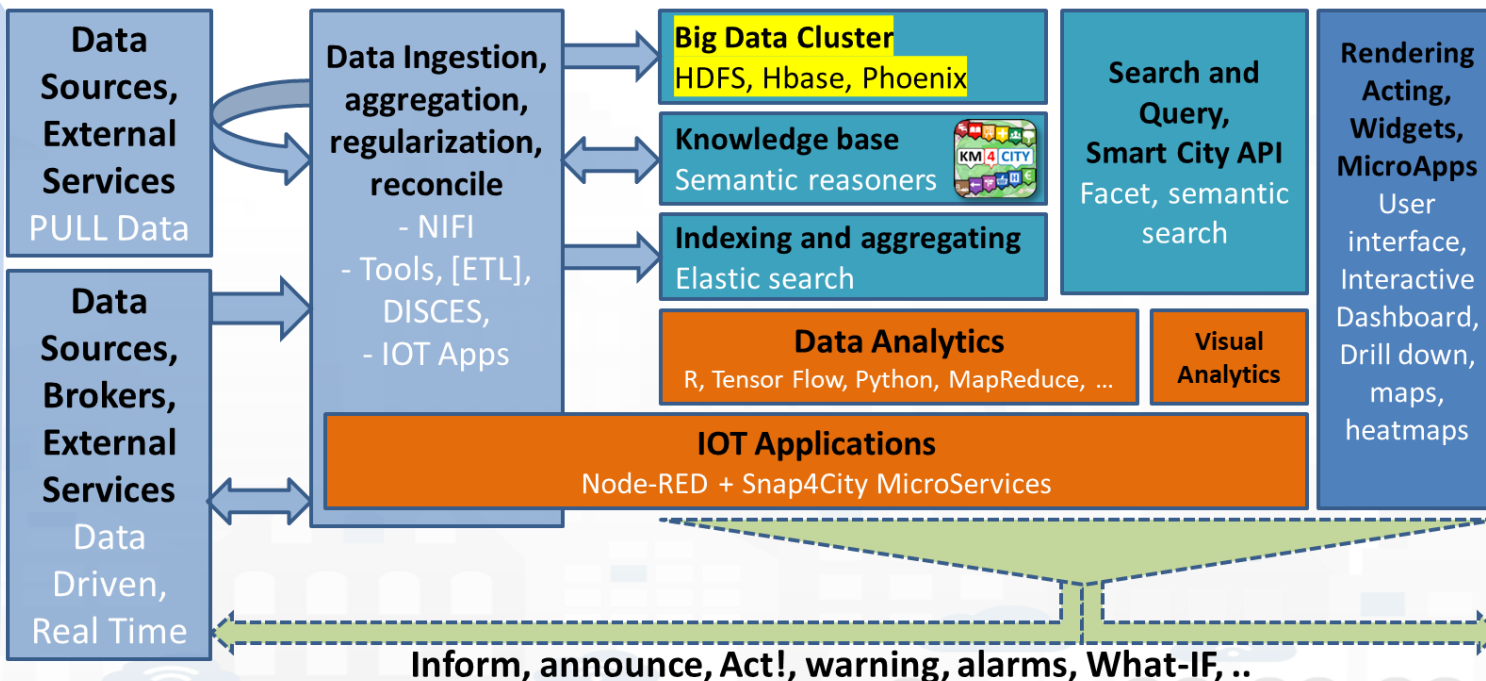 Data
Sources,
External
Services
PULL Data
Data
Sources,
Brokers,
External
Services
Data
Driven,
Real Time
Data Ingestion,
aggregation,
regularization,
reconcile
- NIFI
- Tools, [ETL],
DISCES,
- IOT Apps
Big Data Cluster
HDFS, Hbase, Phoenix
Knowledge base
Semantic reasoners
KM4CITY
Indexing and aggregating
Elastic search
Search and
Query,
Smart City API
Facet, semantic
search
Data Analytics
R, Tensor Flow, Python, MapReduce, ...
Visual
Analytics
IOT Applications
Node-RED + Snap4City MicroServices
Rendering
Acting,
Widgets,
MicroApps
User
interface,
Interactive
Dashboard,
Drill down,
maps,
heatmaps
Inform, announce, Act!, warning, alarms, What-IF, ..